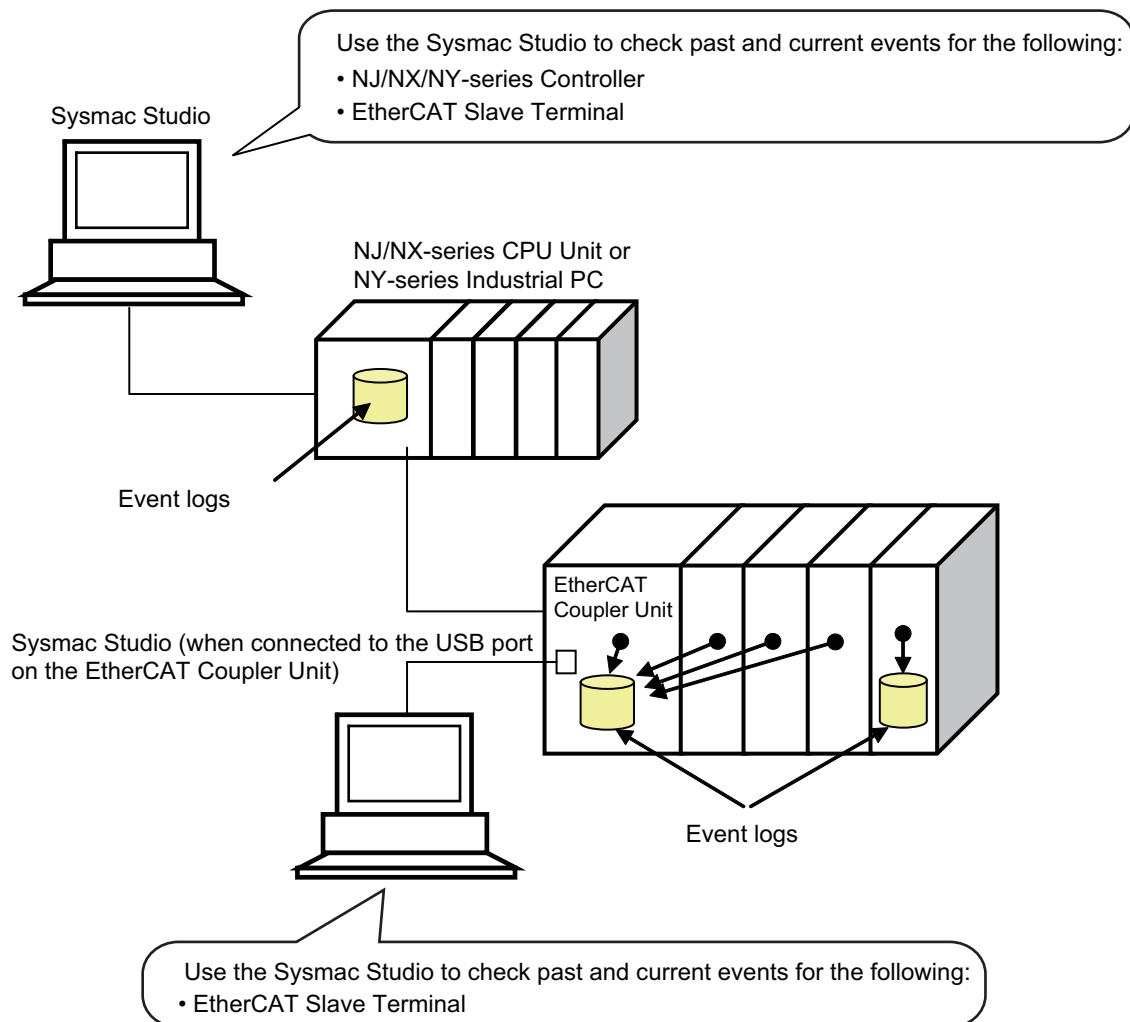 Use the Sysmac Studio to check past and current events for the following:
• NJ/NX/NY-series Controller
• EtherCAT Slave Terminal
Sysmac Studio
NJ/NX-series CPU Unit or
NY-series Industrial PC
Event logs
EtherCAT
Coupler Unit
Sysmac Studio (when connected to the USB port
on the EtherCAT Coupler Unit)
Event logs
Use the Sysmac Studio to check past and current events for the following:
• EtherCAT Slave Terminal